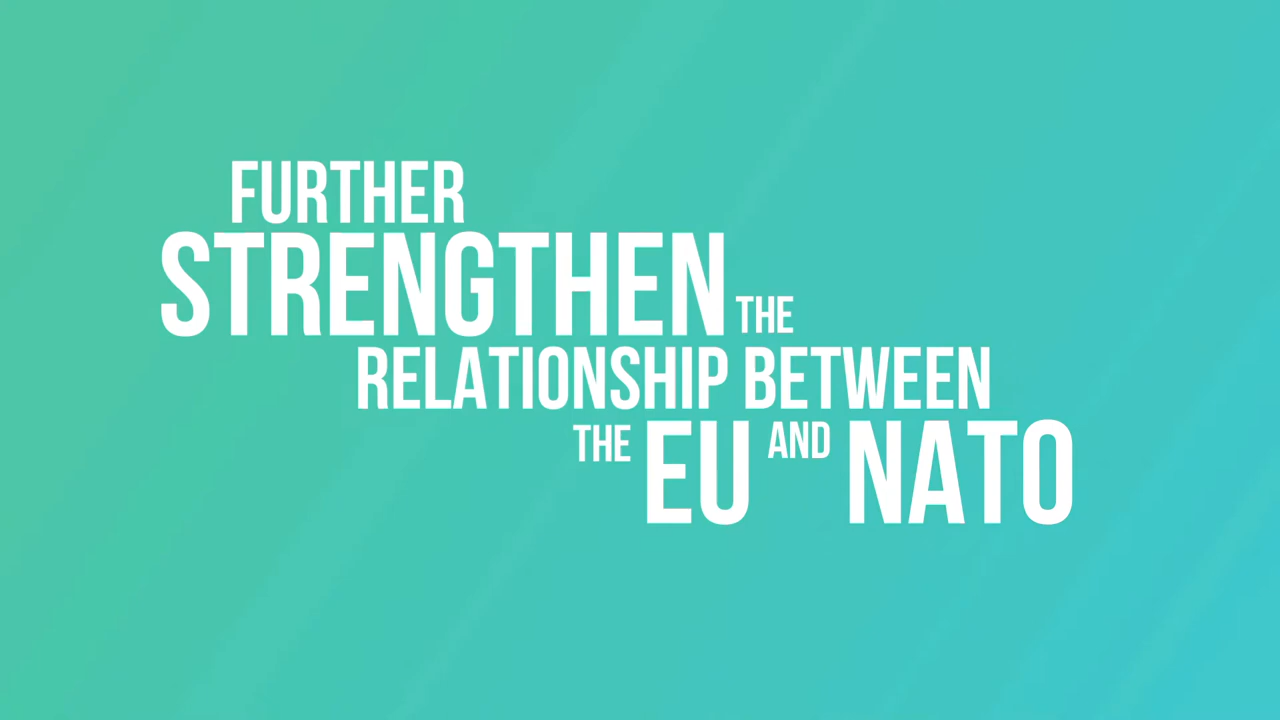 FURTHER
STRENGTHEN THE
RELATIONSHIP BETWEEN
THE EU AND NATO